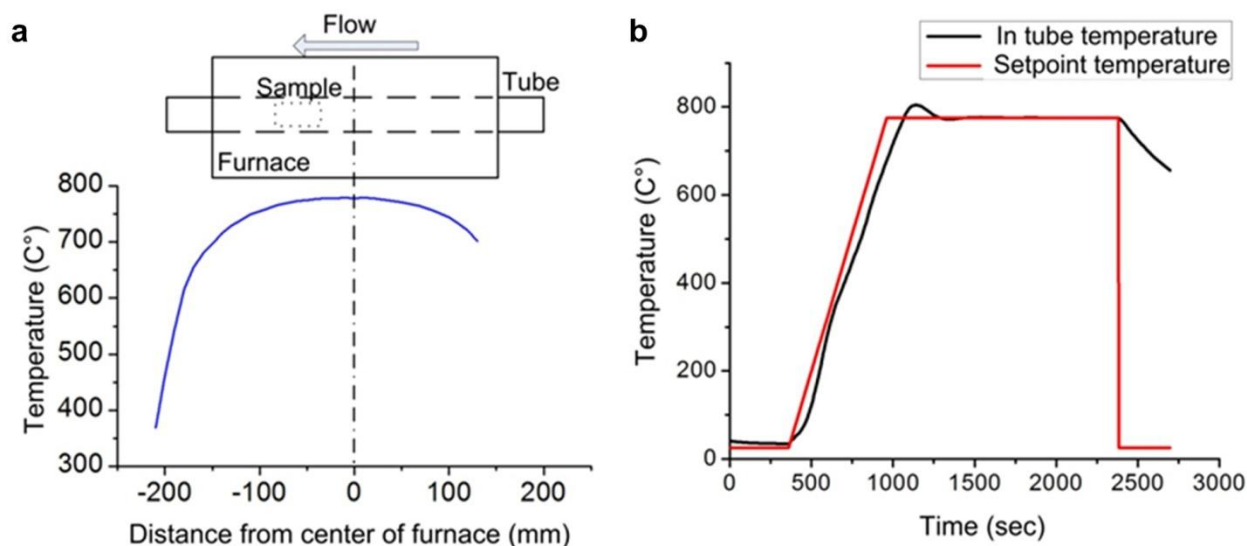 a
Flow
Sample
Tube
Furnace
800
700
600
500
400
300
Temperature (C°)
-200 -100 0 100 200
Distance from center of furnace (mm)
b
In tube temperature
Setpoint temperature
800
600
400
200
0
Temperature (C°)
0 500 1000 1500 2000 2500 3000
Time (sec)